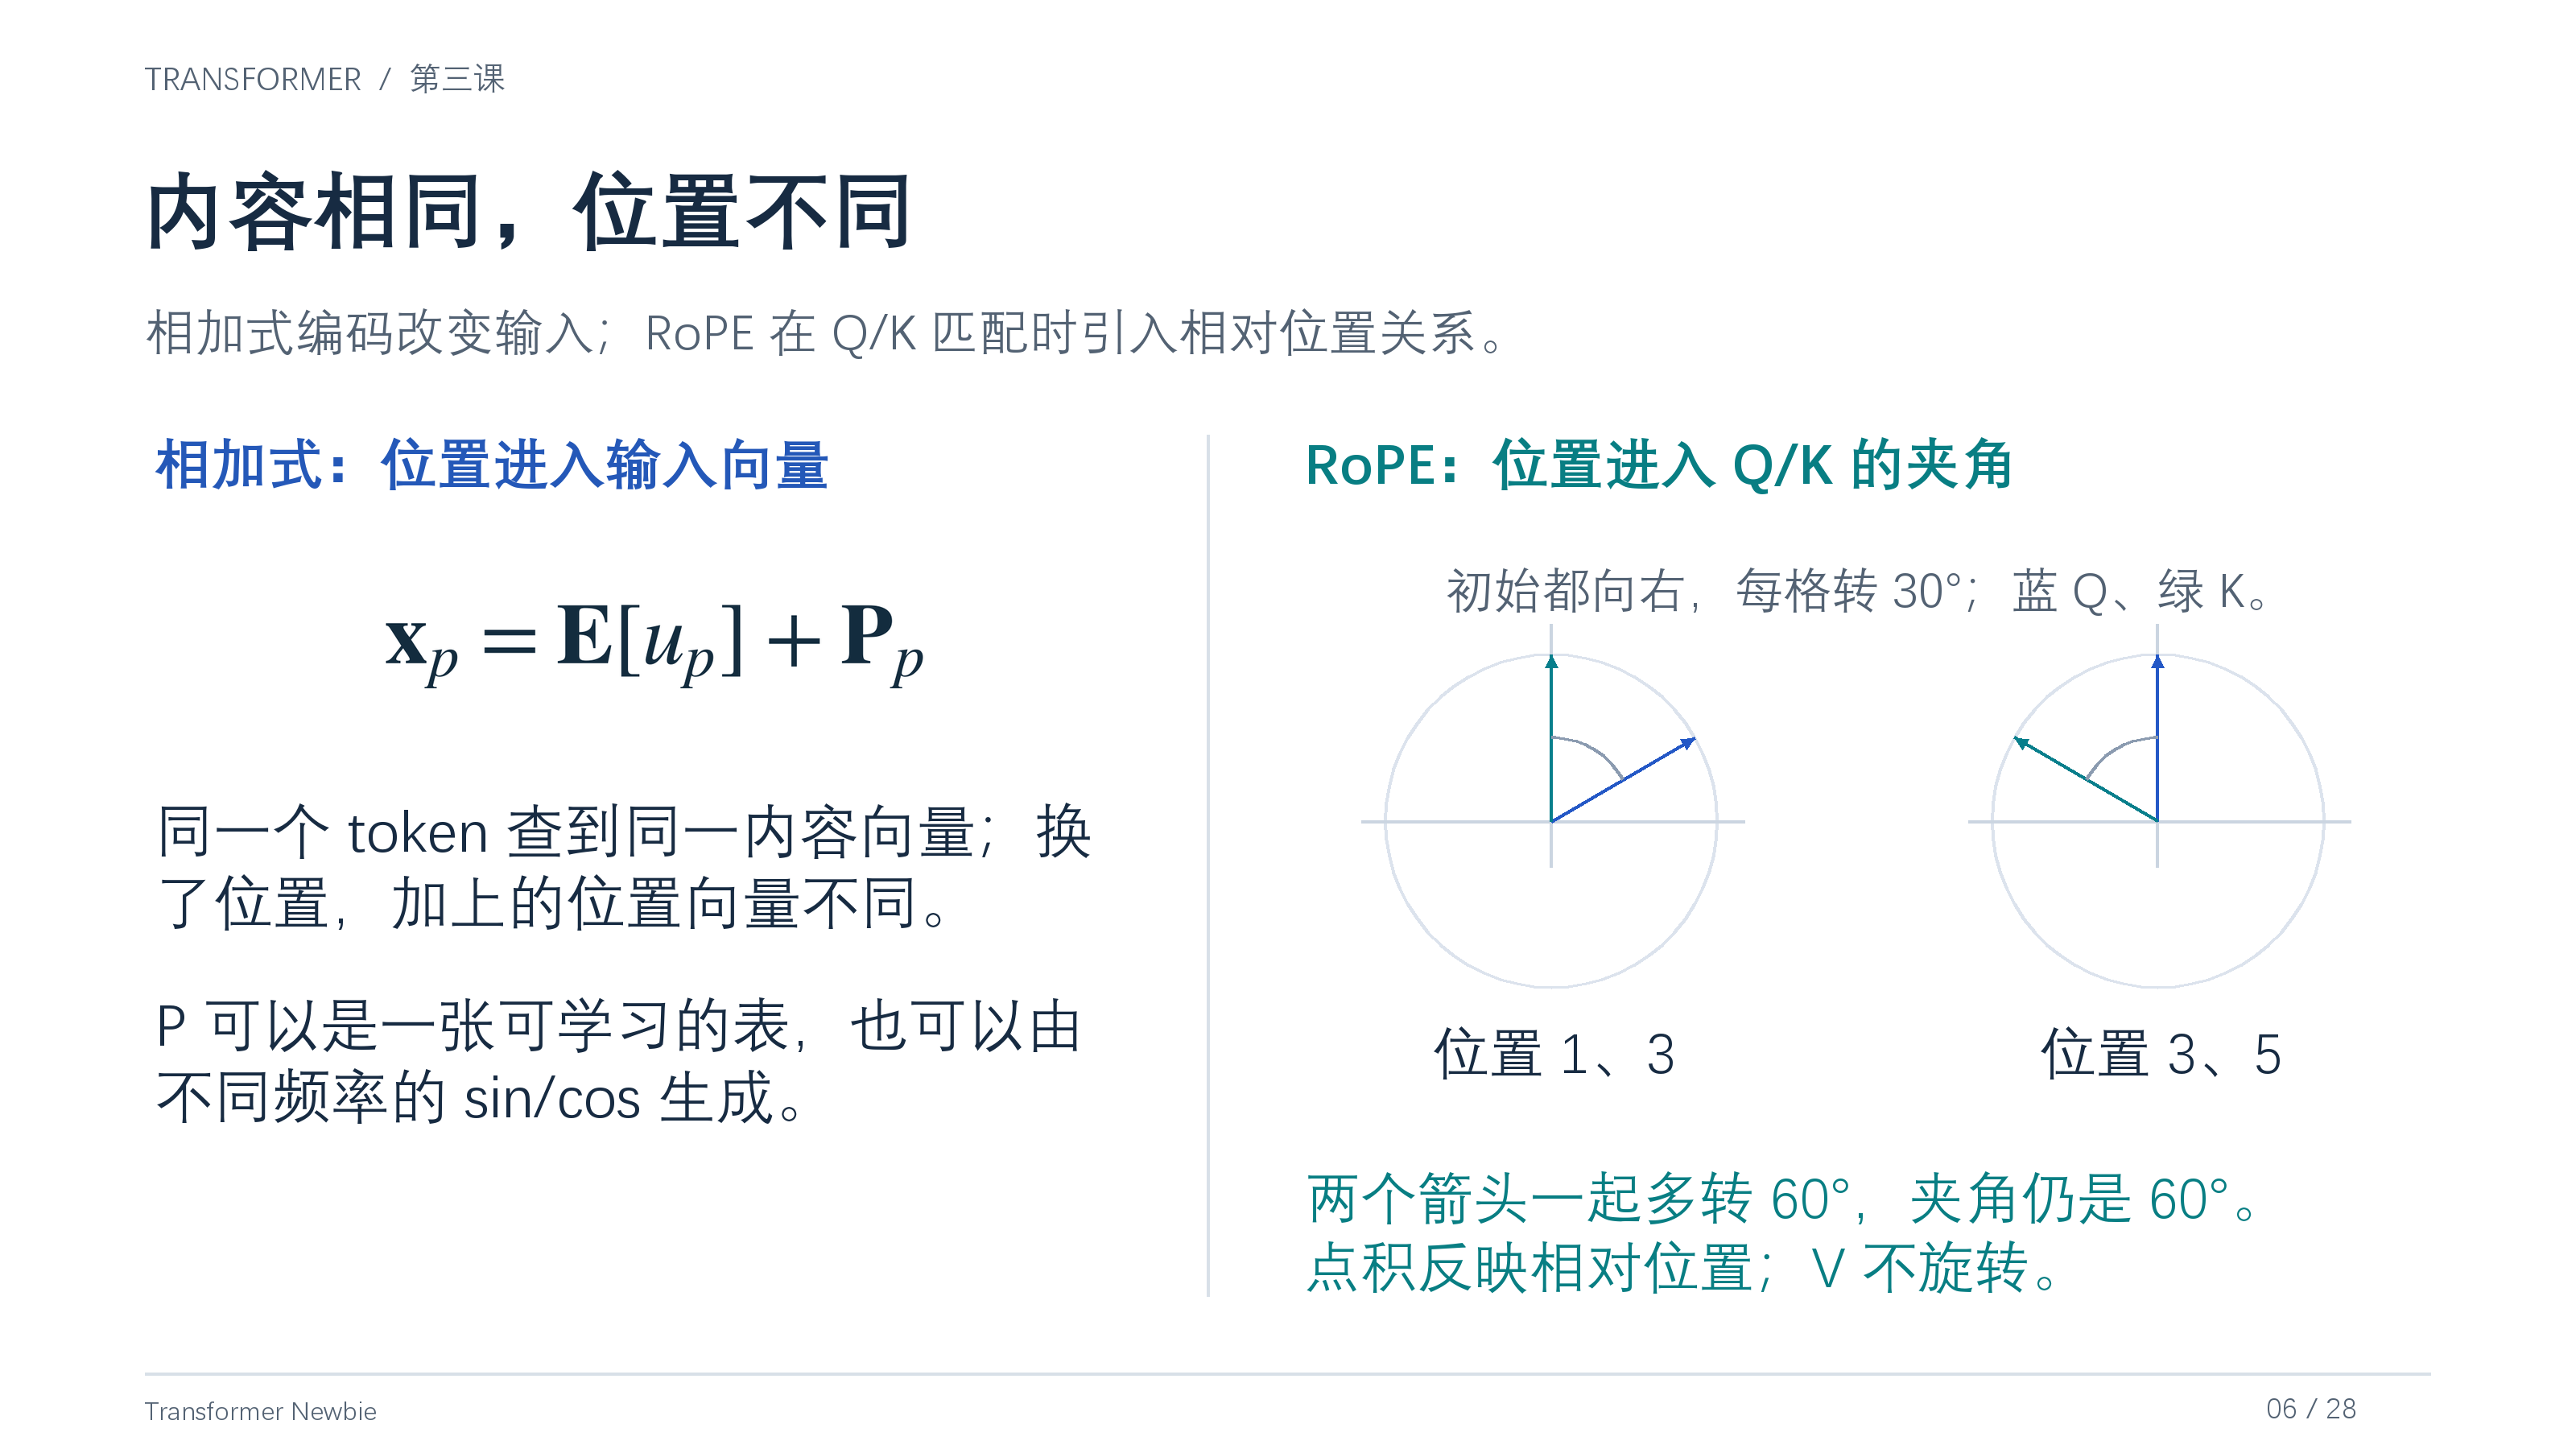 TRANSFORMER / 第三课
内容相同，位置不同
相加式编码改变输入；RoPE 在 Q/K 匹配时引入相对位置关系。
相加式：位置进入输入向量
x_p = E[u_p] + P_p
同一个 token 查到同一内容向量；换
了位置，加上的位置向量不同。
P 可以是一张可学习的表，也可以由
不同频率的 sin/cos 生成。
RoPE：位置进入 Q/K 的夹角
初始都向右，每格转 30°；蓝 Q、绿 K。
位置 1、3
位置 3、5
两个箭头一起多转 60°，夹角仍是 60°。
点积反映相对位置；V 不旋转。
Transformer Newbie
06 / 28